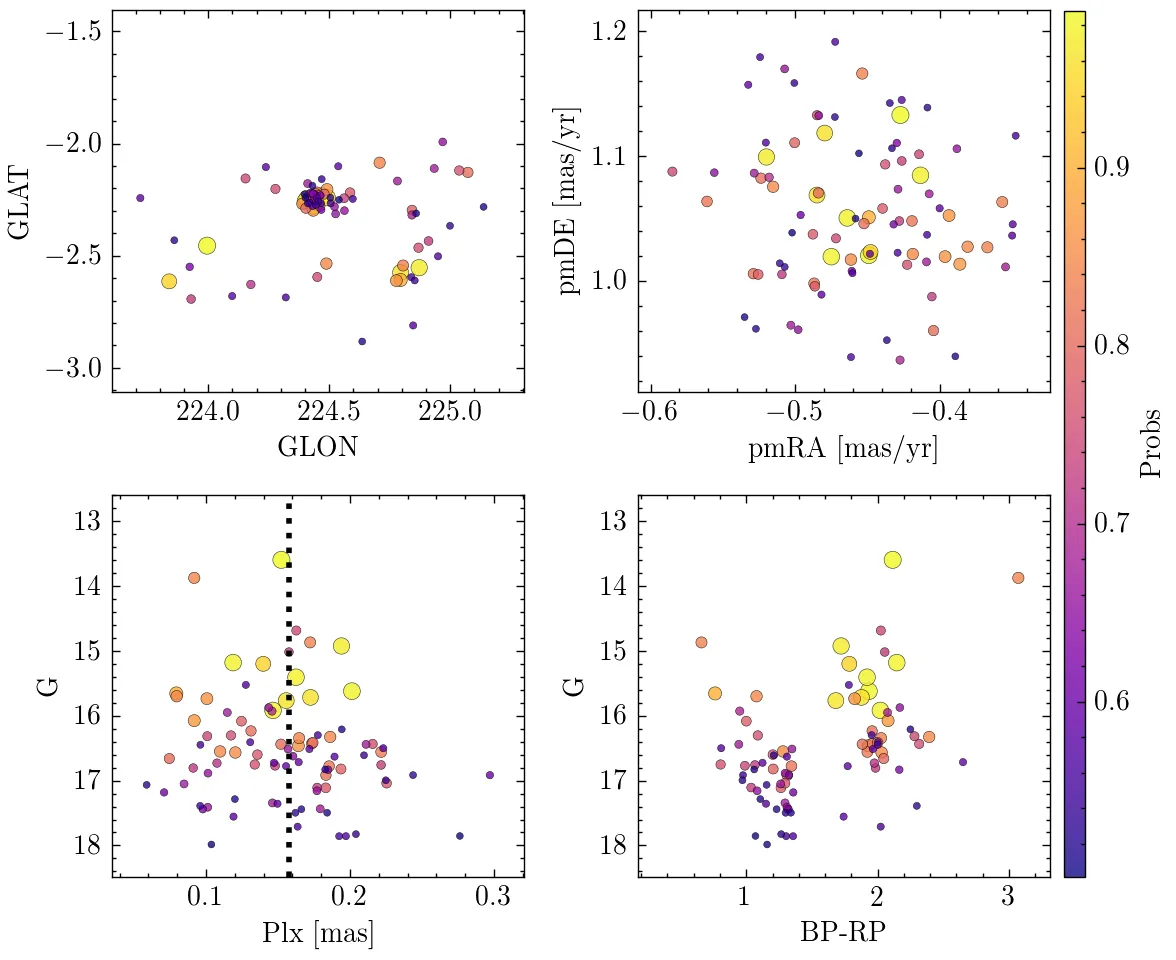 −1.5
−2.0
−2.5
−3.0
GLAT
224.0 224.5 225.0
GLON
1.2
1.1
1.0
pmDE [mas/yr]
−0.6 −0.5 −0.4
pmRA [mas/yr]
13
14
15
16
17
18
G
0.1 0.2 0.3
Plx [mas]
13
14
15
16
17
18
G
1 2 3
BP-RP
0.9
0.8
0.7
0.6
Probs